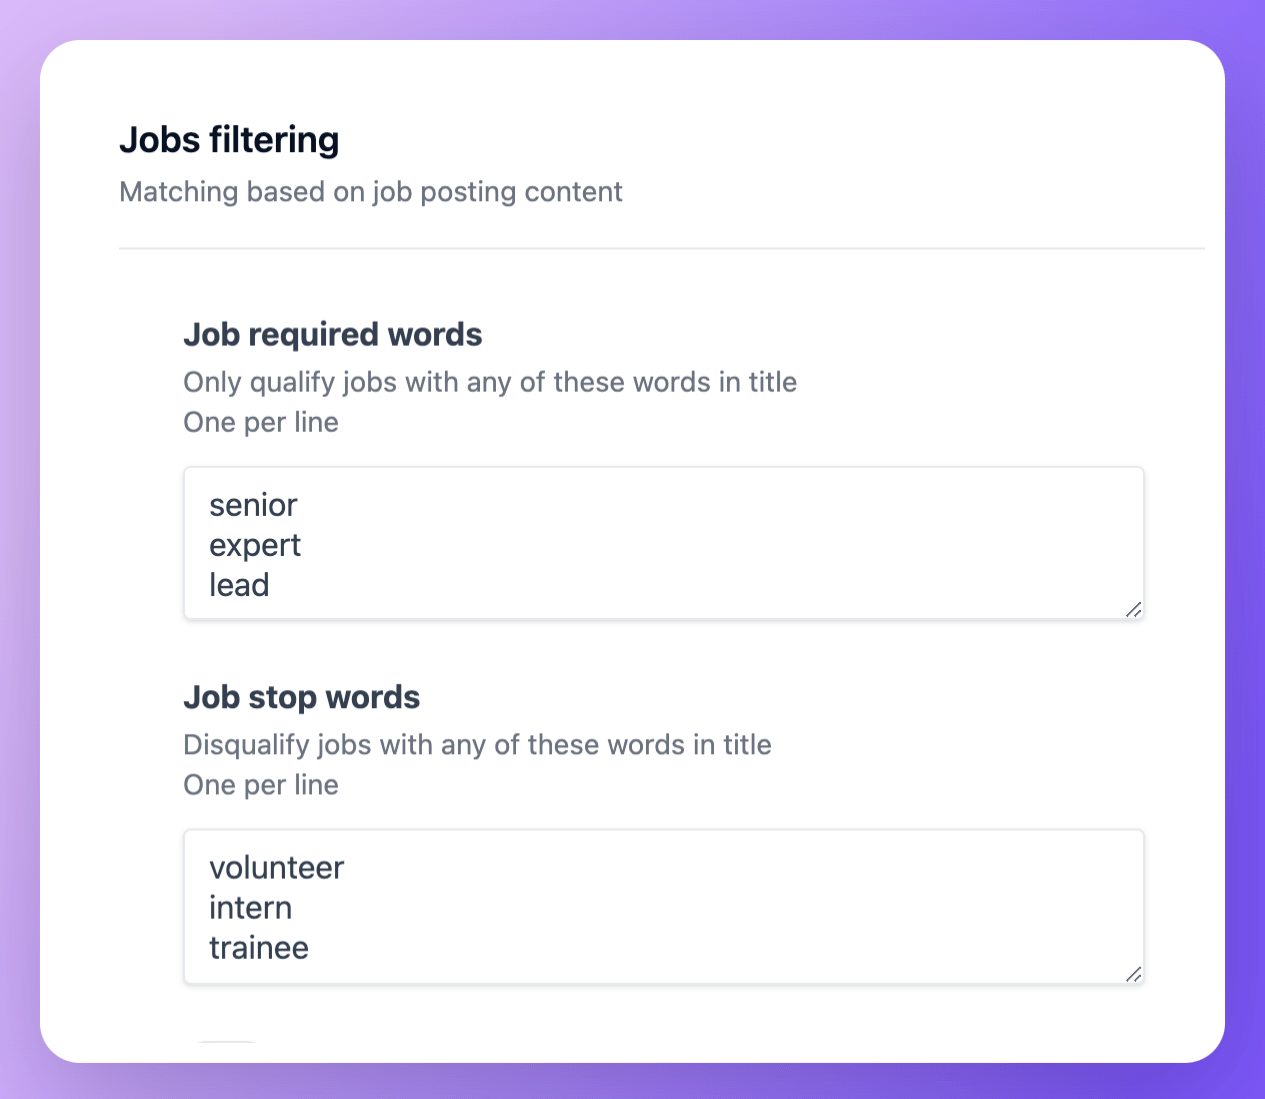 Jobs filtering
Matching based on job posting content
Job required words
Only qualify jobs with any of these words in title
One per line
senior
expert
lead
Job stop words
Disqualify jobs with any of these words in title
One per line
volunteer
intern
trainee